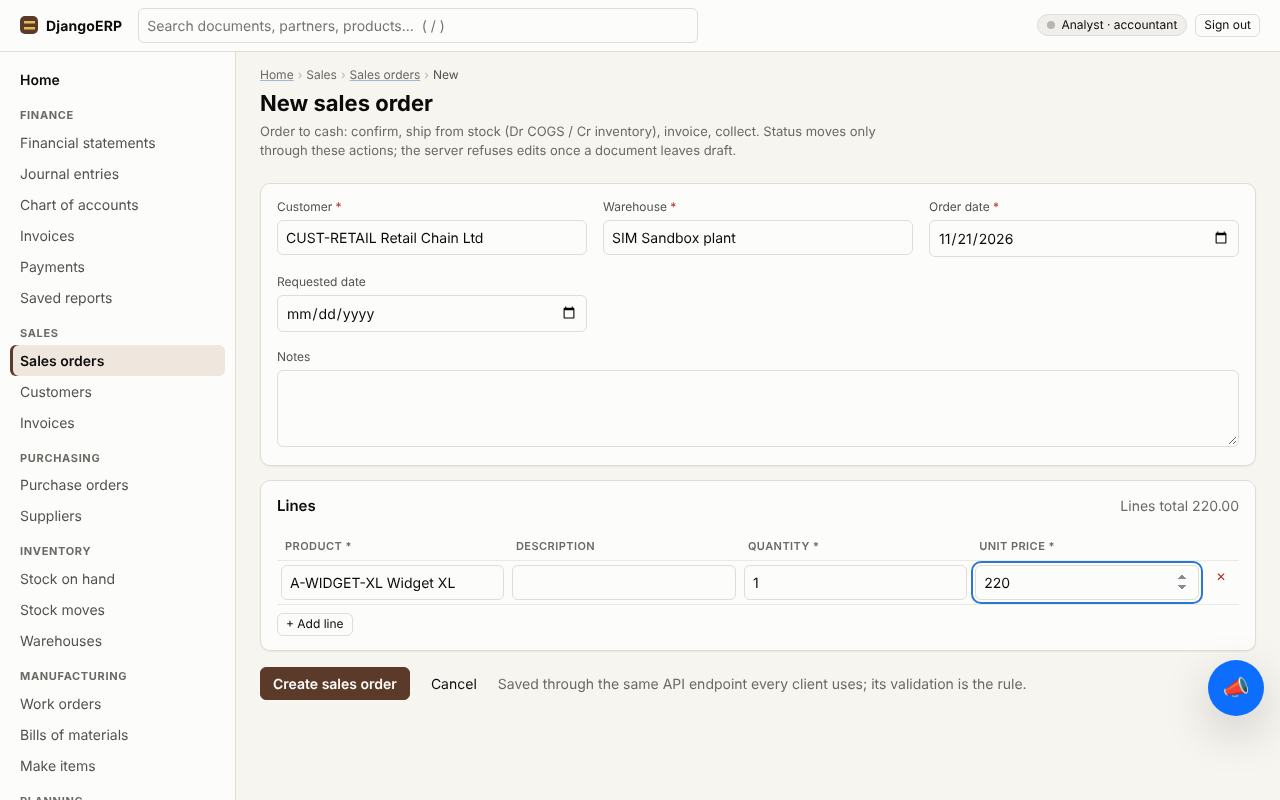 DjangoERP
Search documents, partners, products... ( / )
Analyst · accountant
Sign out
Home
FINANCE
Financial statements
Journal entries
Chart of accounts
Invoices
Payments
Saved reports
SALES
Sales orders
Customers
Invoices
PURCHASING
Purchase orders
Suppliers
INVENTORY
Stock on hand
Stock moves
Warehouses
MANUFACTURING
Work orders
Bills of materials
Make items
PLANNING
Home › Sales › Sales orders › New
New sales order
Order to cash: confirm, ship from stock (Dr COGS / Cr inventory), invoice, collect. Status moves only
through these actions; the server refuses edits once a document leaves draft.
Customer *
Warehouse *
Order date *
CUST-RETAIL Retail Chain Ltd
SIM Sandbox plant
11/21/2026
Requested date
mm/dd/yyyy
Notes
Lines
Lines total 220.00
PRODUCT *
DESCRIPTION
QUANTITY *
UNIT PRICE *
A-WIDGET-XL Widget XL
1
220
×
+ Add line
Create sales order
Cancel
Saved through the same API endpoint every client uses; its validation is the rule.